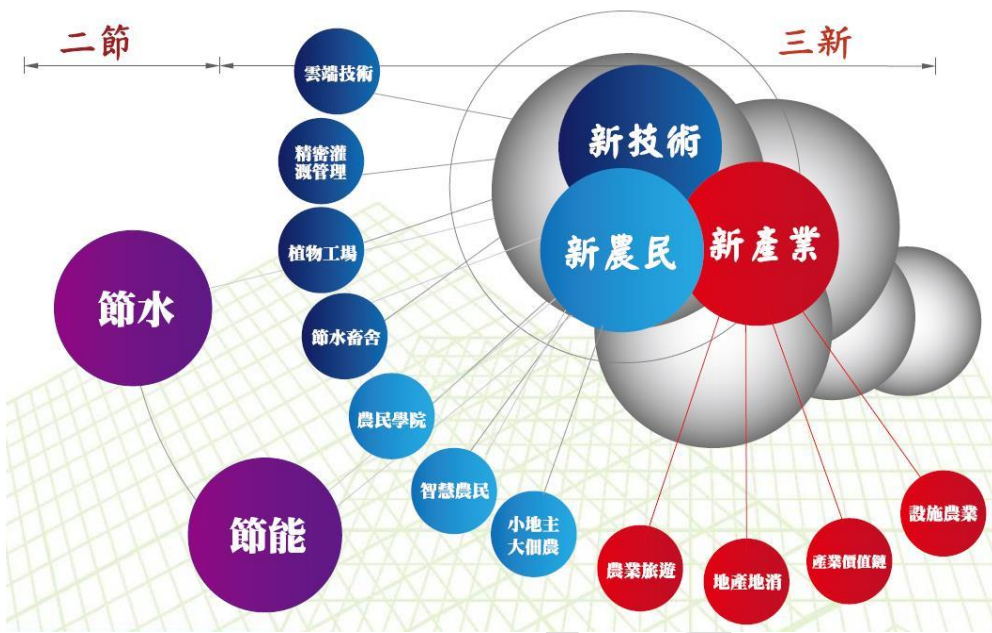 二節
三新
雲端技術
精密灌
溉管理
植物工場
節水畜舍
農民學院
智慧農民
小地主
大佃農
節水
節能
新技術
新農民
新產業
農業旅遊
地產地消
產業價值鏈
設施農業